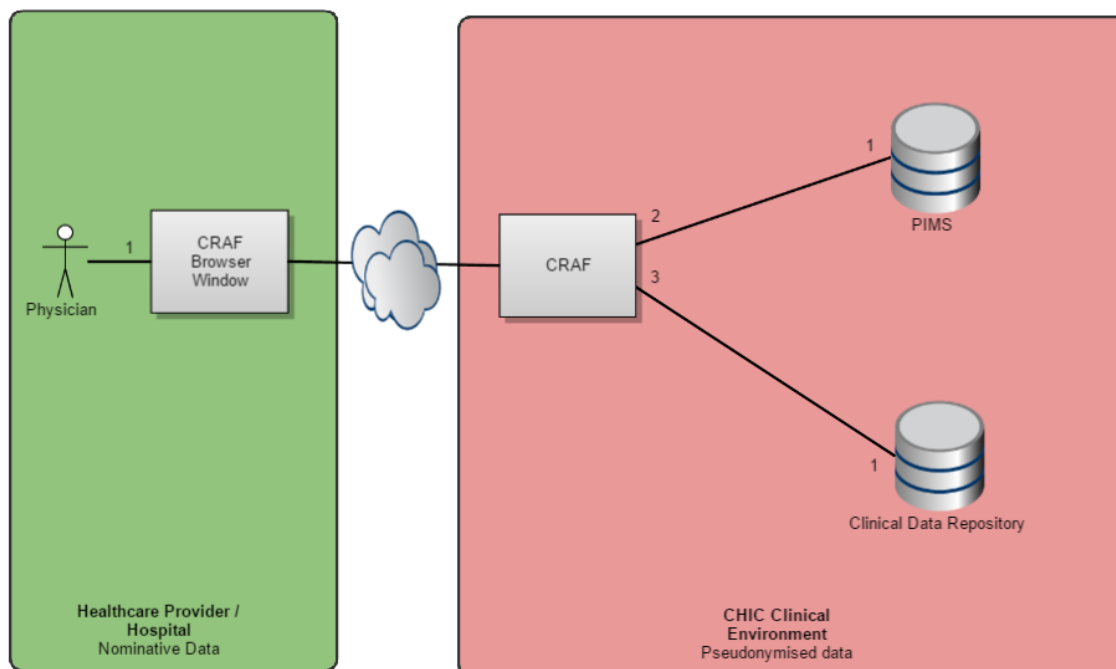 1
CRAF
Browser
Window
Physician
CRAF
2
3
1
PIMS
1
Clinical Data Repository
Healthcare Provider /
Hospital
Nominative Data
CHIC Clinical
Environment
Pseudonymised data